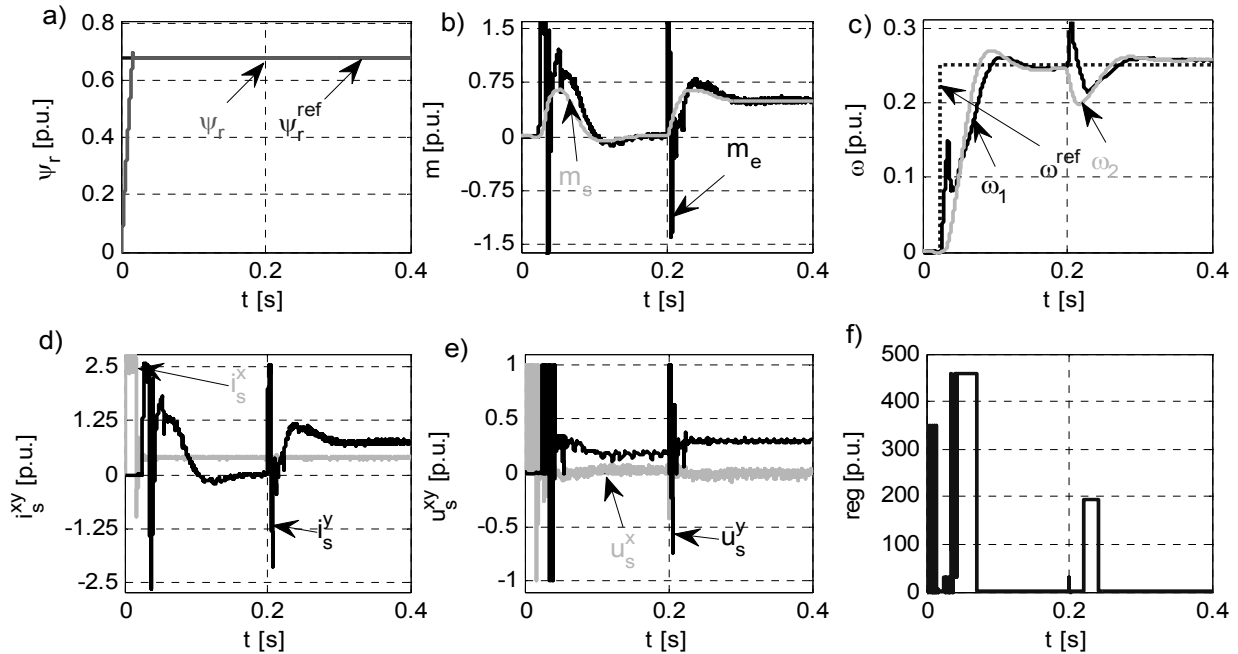 a)
ψr [p.u.]
0.8
0.6
0.4
0.2
0
0
0.2
0.4
t [s]
ψr
ψr^ref
b)
m [p.u.]
1.5
0.75
0
-0.75
-1.5
0
0.2
0.4
t [s]
ms
me
c)
ω [p.u.]
0.3
0.2
0.1
0
0
0.2
0.4
t [s]
ω1
ω^ref
ω2
d)
is^xy [p.u.]
2.5
1.25
0
-1.25
-2.5
0
0.2
0.4
t [s]
is^x
is^y
e)
us^xy [p.u.]
1
0.5
0
-0.5
-1
0
0.2
0.4
t [s]
us^x
us^y
f)
reg [p.u.]
500
400
300
200
100
0
0
0.2
0.4
t [s]